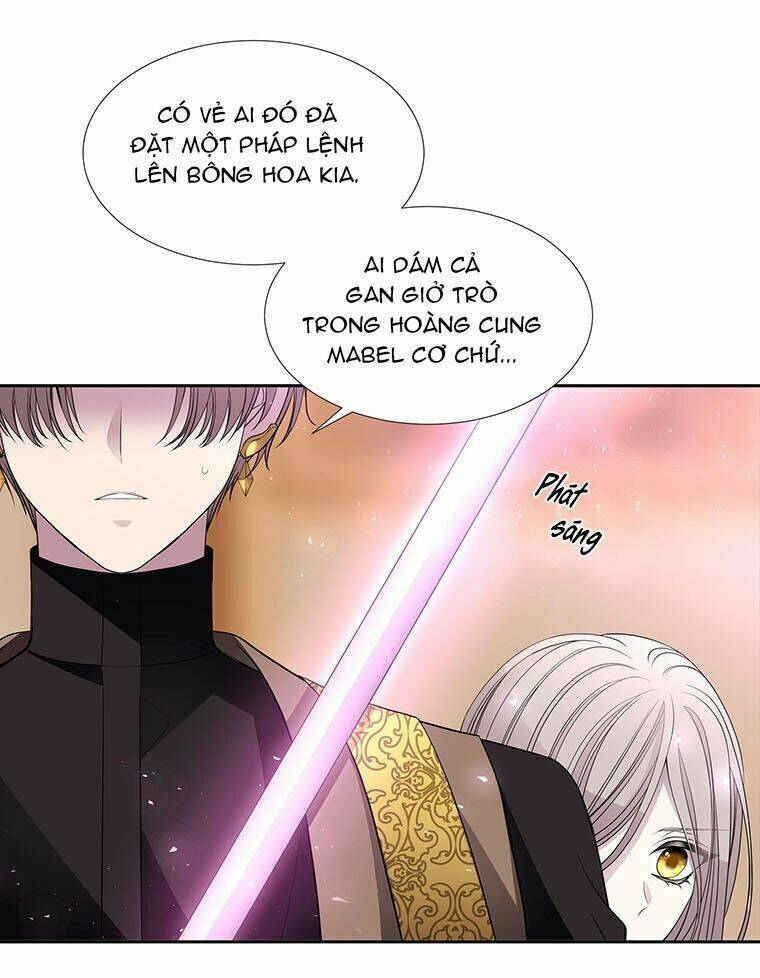 CÓ VẺ AI ĐÓ ĐÃ
ĐẶT MỘT PHÁP LỆNH
LÊN BÔNG HOA KIA.
AI DÁM CẢ
GAN GIỞ TRÒ
TRONG HOÀNG CUNG
MABEL CƠ CHỨ...
Phát
sáng